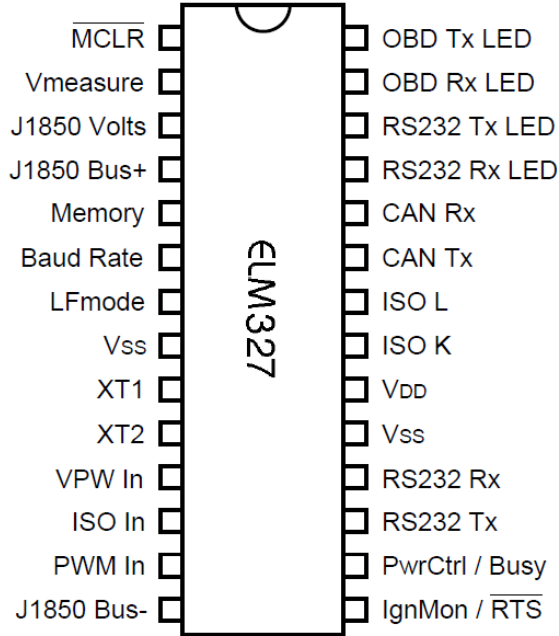 MCLR
OBD Tx LED
Vmeasure
OBD Rx LED
J1850 Volts
RS232 Tx LED
J1850 Bus+
RS232 Rx LED
Memory
CAN Rx
Baud Rate
CAN Tx
LFmode
ISO L
Vss
ISO K
XT1
VDD
XT2
Vss
VPW In
RS232 Rx
ISO In
RS232 Tx
PWM In
PwrCtrl / Busy
J1850 Bus-
IgnMon / RTS
ELM327